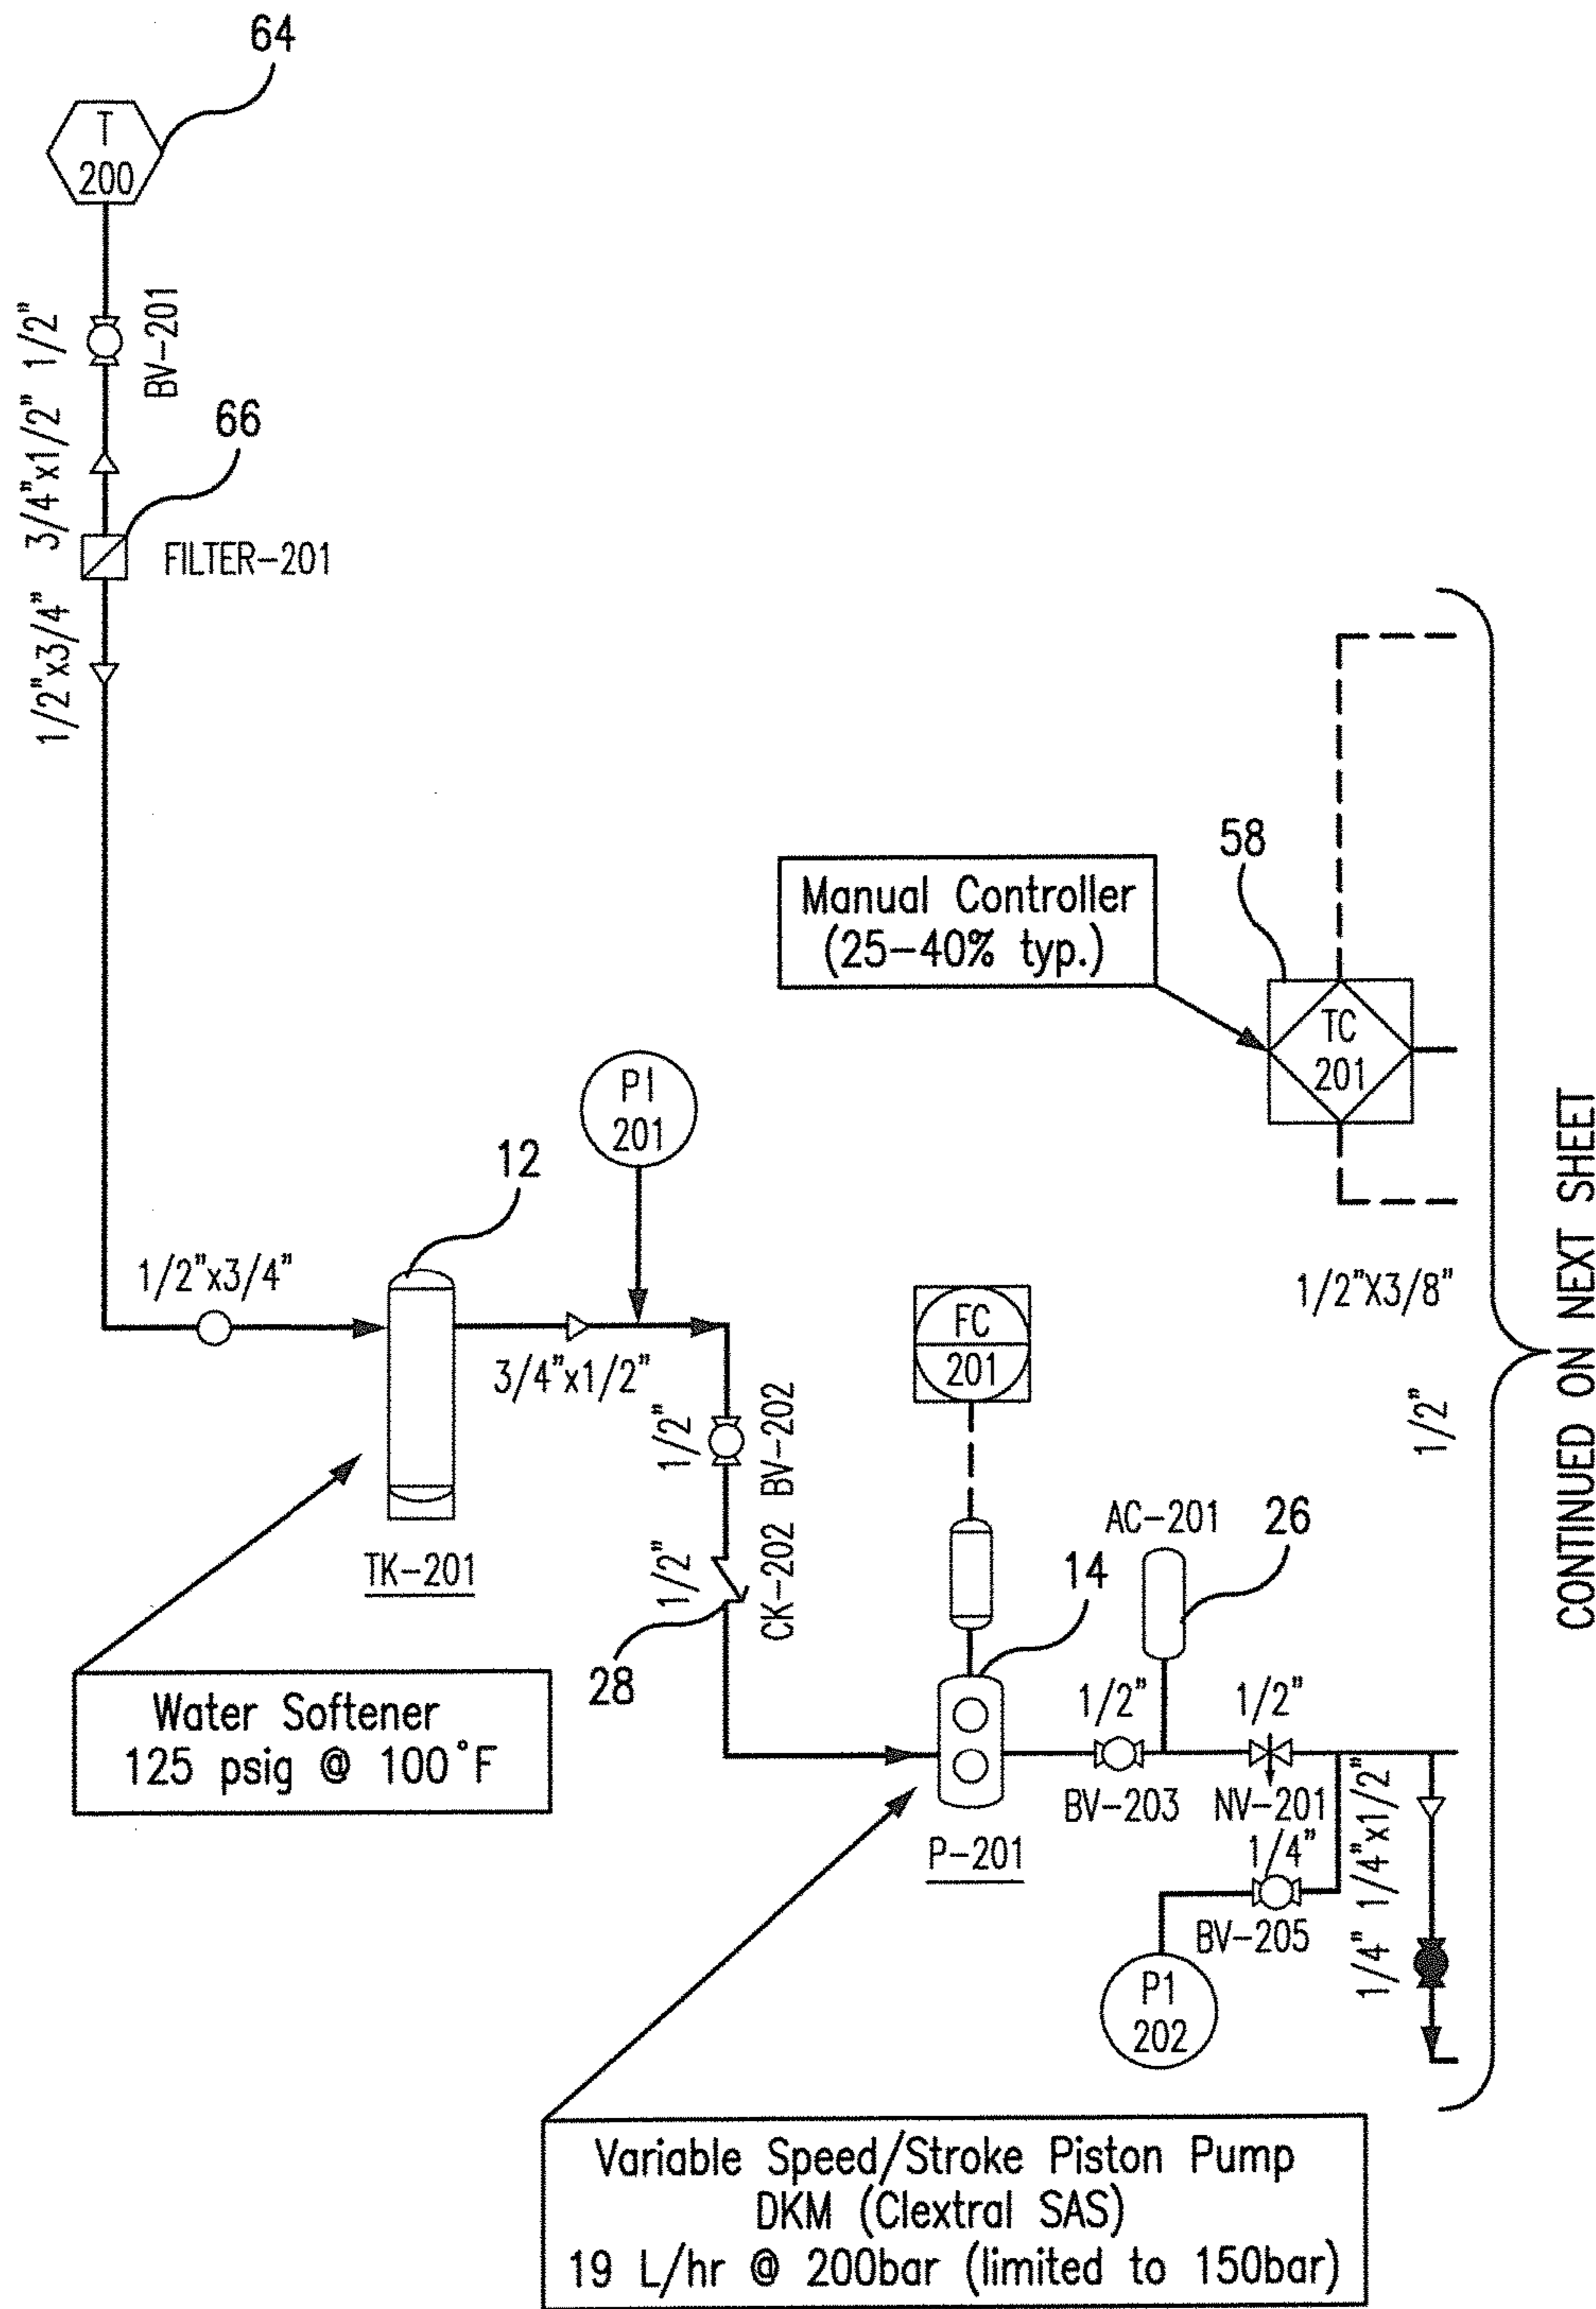 64
T
200
1/2"
BV-201
3/4"x1/2"
66
FILTER-201
1/2"x3/4"
58
Manual Controller
(25-40% typ.)
TC
201
P1
201
12
1/2"x3/4"
3/4"x1/2"
1/2"X3/8"
FC
201
1/2"
BV-202
1/2"
CONTINUED ON NEXT SHEET
TK-201
1/2"
CK-202
28
AC-201
26
14
Water Softener
125 psig @ 100°F
1/2"
1/2"
BV-203
NV-201
P-201
1/4"
1/4"x1/2"
BV-205
1/4"
P1
202
Variable Speed/Stroke Piston Pump
DKM (Clextral SAS)
19 L/hr @ 200bar (limited to 150bar)